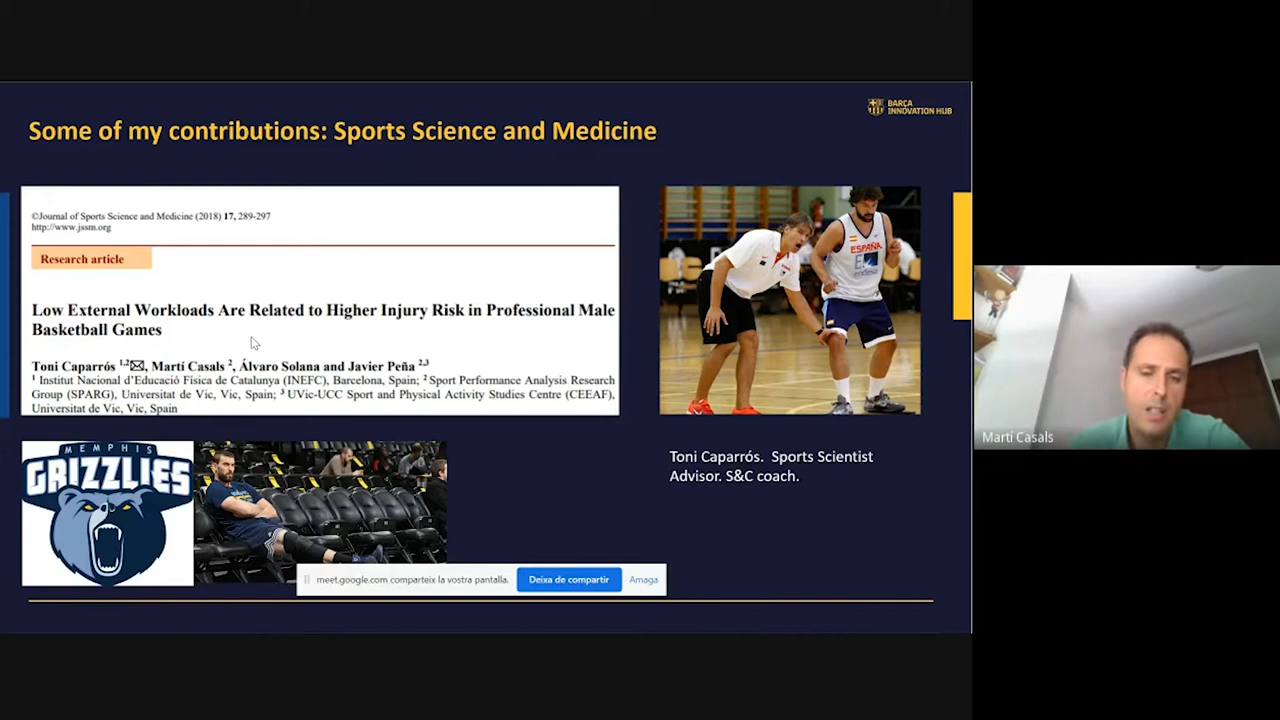 BARÇA
INNOVATION HUB
Some of my contributions: Sports Science and Medicine
©Journal of Sports Science and Medicine (2018) 17, 289-297
http://www.jssm.org
Research article
Low External Workloads Are Related to Higher Injury Risk in Professional Male
Basketball Games
Toni Caparrós 1,2✉, Martí Casals 2, Álvaro Solana and Javier Peña 2,3
1 Institut Nacional d'Educació Física de Catalunya (INEFC), Barcelona, Spain; 2 Sport Performance Analysis Research
Group (SPARG), Universitat de Vic, Vic, Spain; 3 UVic-UCC Sport and Physical Activity Studies Centre (CEEAF),
Universitat de Vic, Vic, Spain
ESPAÑA
endesa
Martí Casals
MEMPHIS
GRIZZLIES
Toni Caparrós. Sports Scientist
Advisor. S&C coach.
meet.google.com comparteix la vostra pantalla.
Deixa de compartir
Amaga